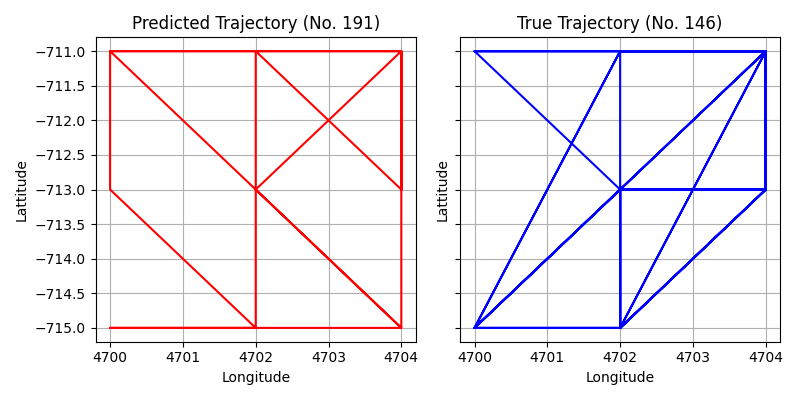 Predicted Trajectory (No. 191)
True Trajectory (No. 146)
−711.0
−711.5
−712.0
−712.5
−713.0
−713.5
−714.0
−714.5
−715.0
Lattitude
Lattitude
4700 4701 4702 4703 4704
4700 4701 4702 4703 4704
Longitude
Longitude